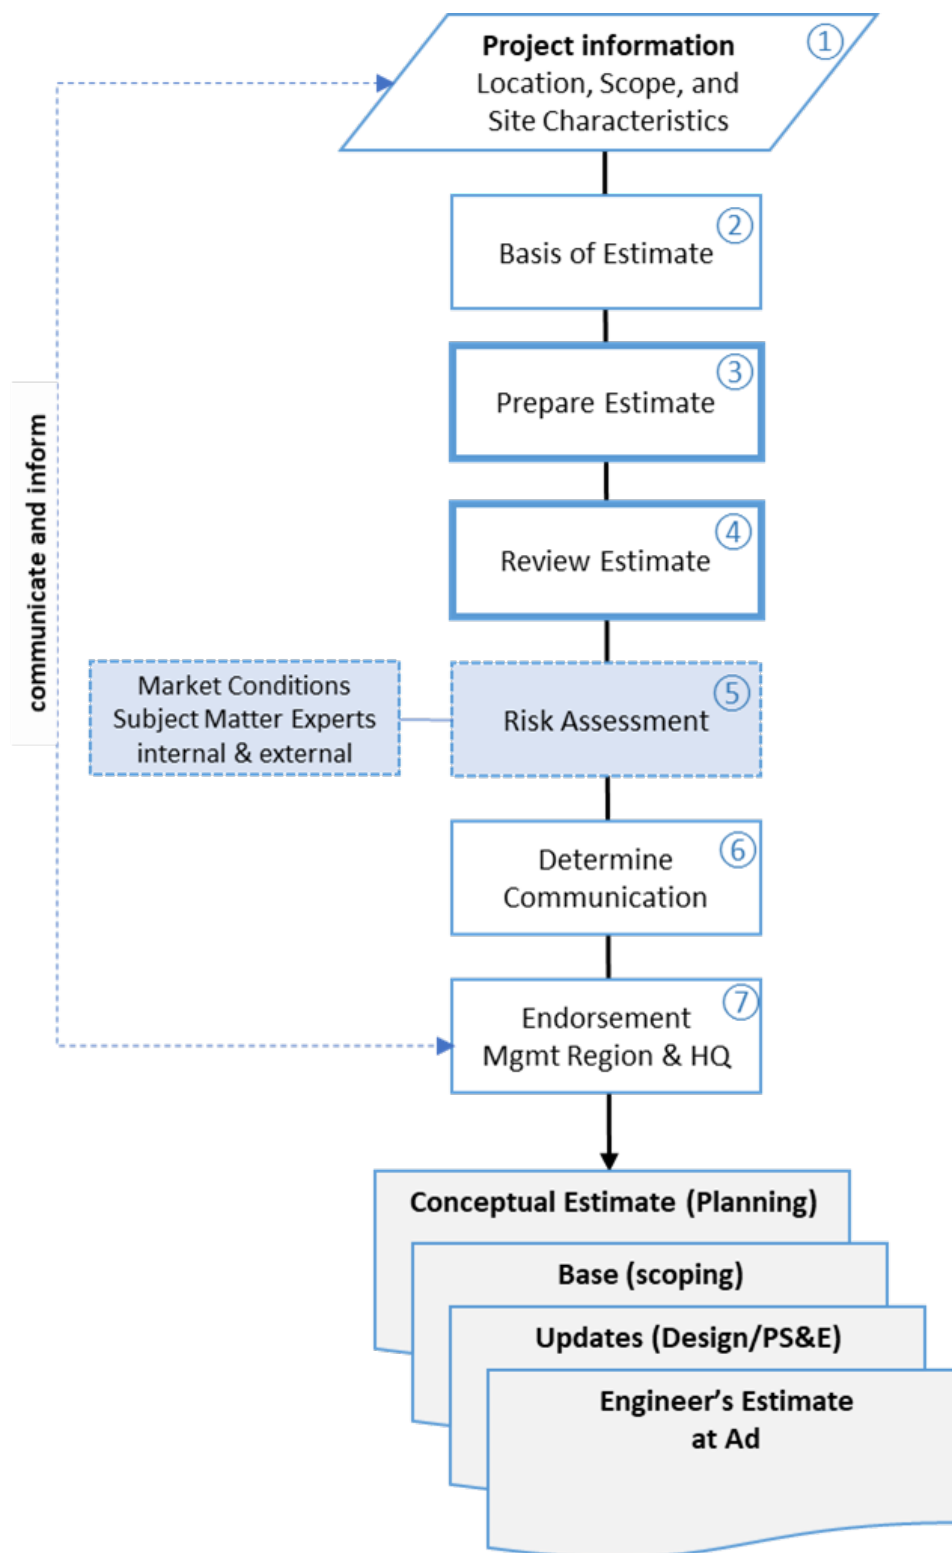 ①
Project information
Location, Scope, and
Site Characteristics
②
Basis of Estimate
③
Prepare Estimate
④
Review Estimate
communicate and inform
Market Conditions
Subject Matter Experts
internal & external
⑤
Risk Assessment
⑥
Determine
Communication
⑦
Endorsement
Mgmt Region & HQ
Conceptual Estimate (Planning)
Base (scoping)
Updates (Design/PS&E)
Engineer’s Estimate
at Ad